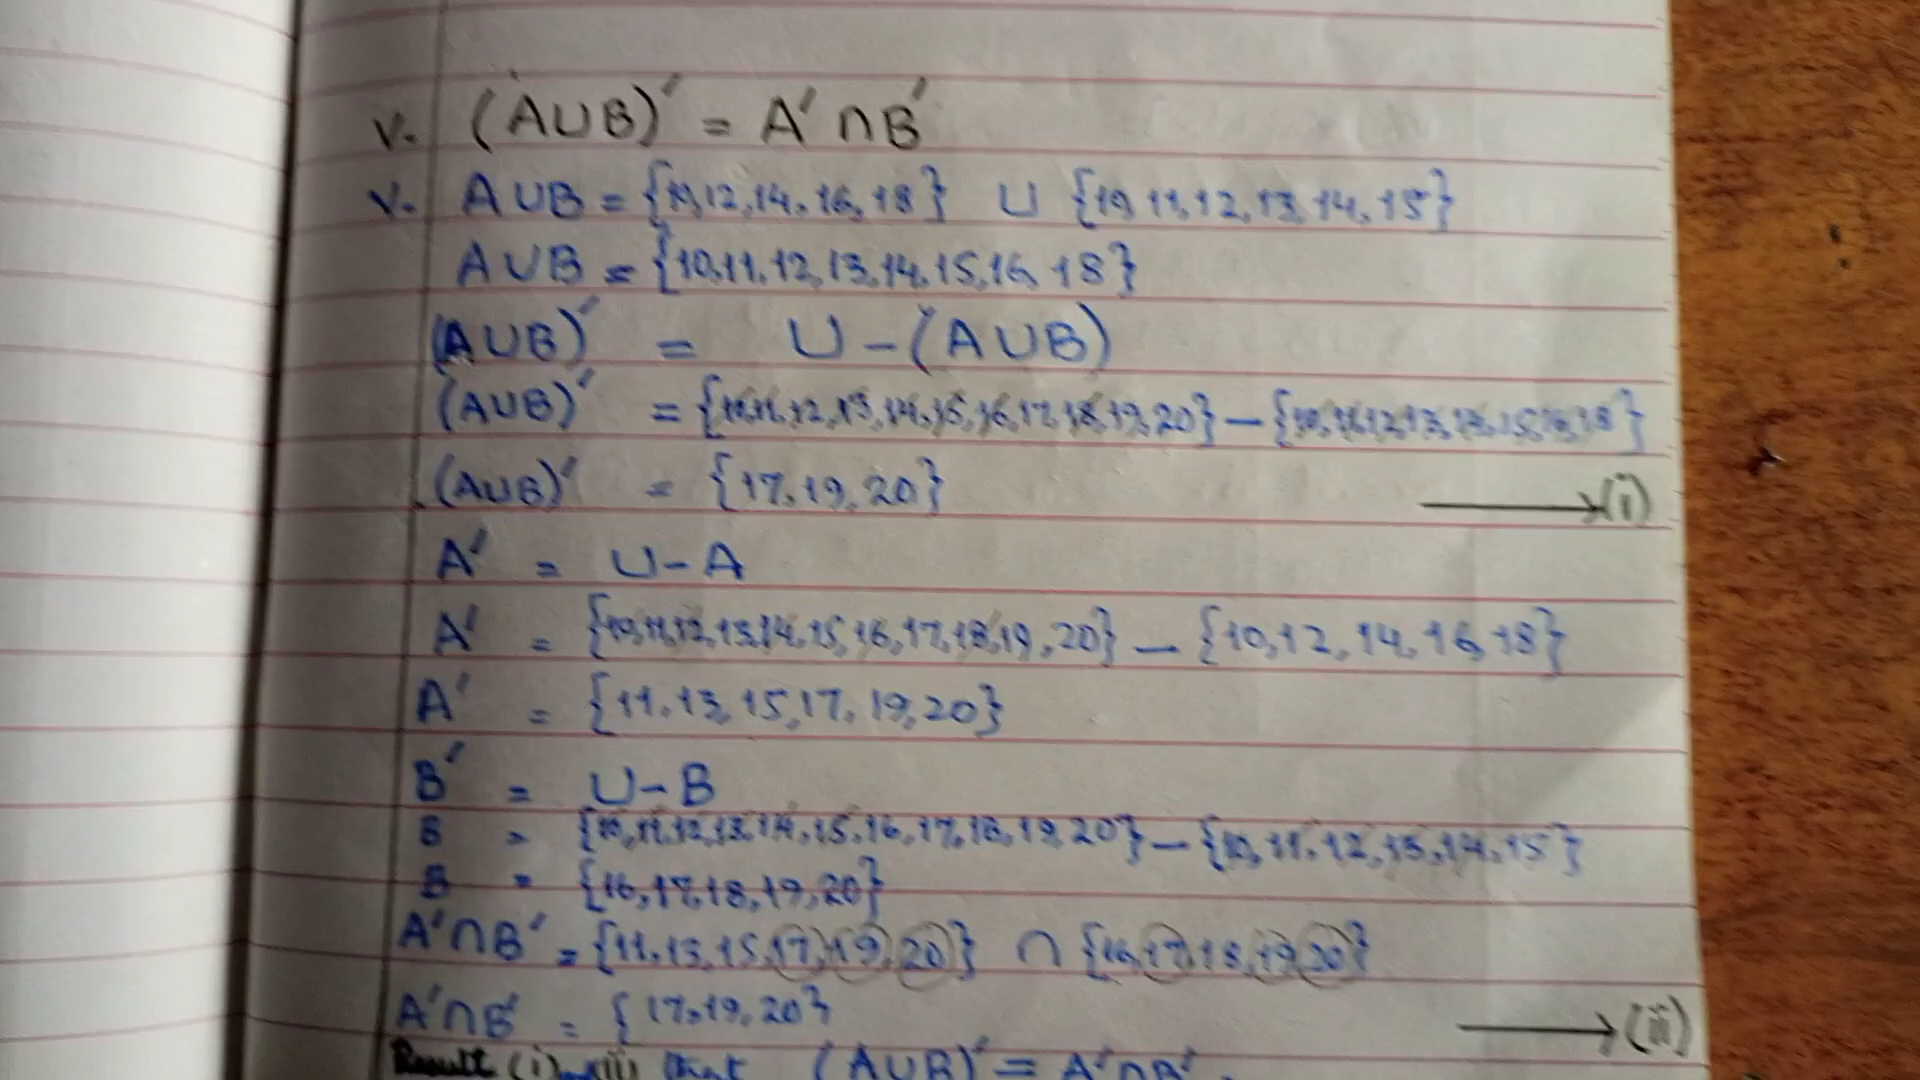 v. (A∪B)′ = A′∩B′
v. A∪B = {10,12,14,16,18} ∪ {10,11,12,13,14,15}
A∪B = {10,11,12,13,14,15,16,18}
(A∪B)′ = U-(A∪B)
(A∪B)′ = {10,11,12,13,14,15,16,17,18,19,20} - {10,11,12,13,14,15,16,18}
(A∪B)′ = {17,19,20} → (i)
A′ = U-A
A′ = {10,11,12,13,14,15,16,17,18,19,20} - {10,12,14,16,18}
A′ = {11,13,15,17,19,20}
B′ = U-B
B = {10,11,12,13,14,15,16,17,18,19,20} - {10,11,12,13,14,15}
B = {16,17,18,19,20}
A′∩B′ = {11,13,15,17,19,20} ∩ {16,17,18,19,20}
A′∩B′ = {17,19,20} → (ii)
Result (i) (ii) that (A∪B)′ = A′∩B′.